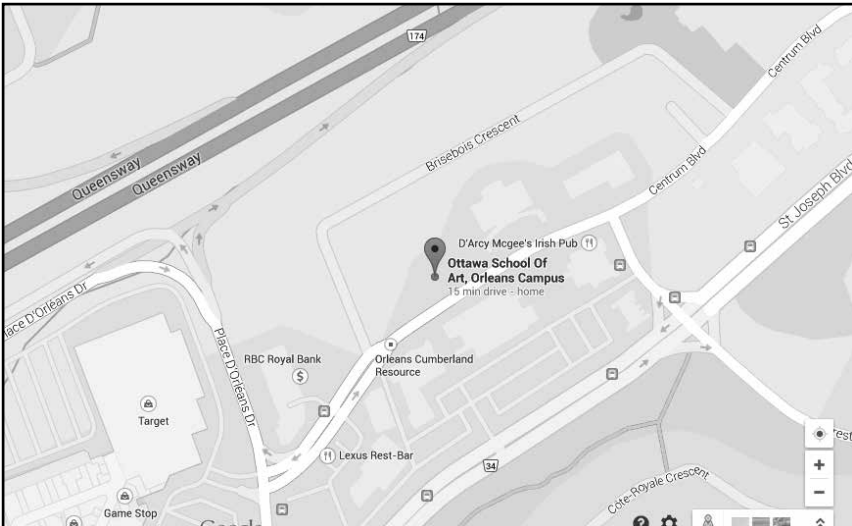 174
Centrum Blvd
Queensway
Queensway
Brisebois Crescent
Centrum Blvd
St Joseph Blvd
D'Arcy Mcgee's Irish Pub
Ottawa School Of
Art, Orleans Campus
15 min drive - home
Place D'Orléans Dr
Place D'Orléans Dr
RBC Royal Bank
$
Orleans Cumberland
Resource
Target
Lexus Rest-Bar
34
Côte-Royale Crescent
Game Stop
+
−
?